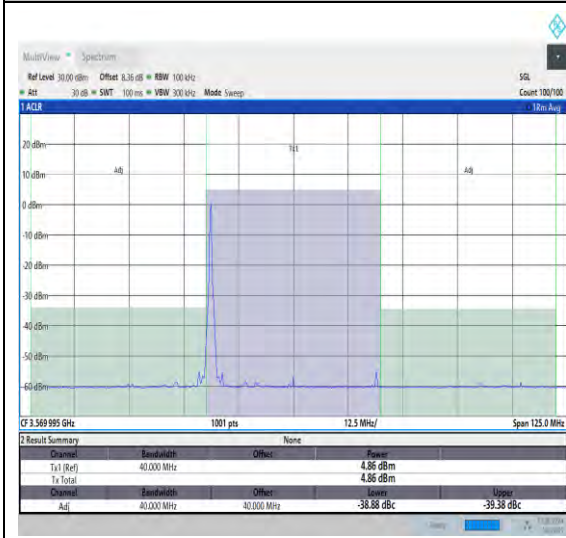 MultiView Spectrum
Ref Level 30.00 dBm Offset 8.36 dB RBW 100 kHz SGL
Att 30 dB SWT 100 ms VBW 300 kHz Mode Sweep Count 100/100
1 ACLR 1Rm Avg
Tx1
20 dBm
Adj Adj
10 dBm
0 dBm
-10 dBm
-20 dBm
-30 dBm
-40 dBm
-50 dBm
-60 dBm
CF 3.569 995 GHz 1001 pts 12.5 MHz/ Span 125.0 MHz
2 Result Summary None
Channel Bandwidth Offset Power
Tx1 (Ref) 40.000 MHz 4.86 dBm
Tx Total 4.86 dBm
Channel Bandwidth Offset Lower Upper
Adj 40.000 MHz 40.000 MHz -38.88 dBc -39.38 dBc
Ready